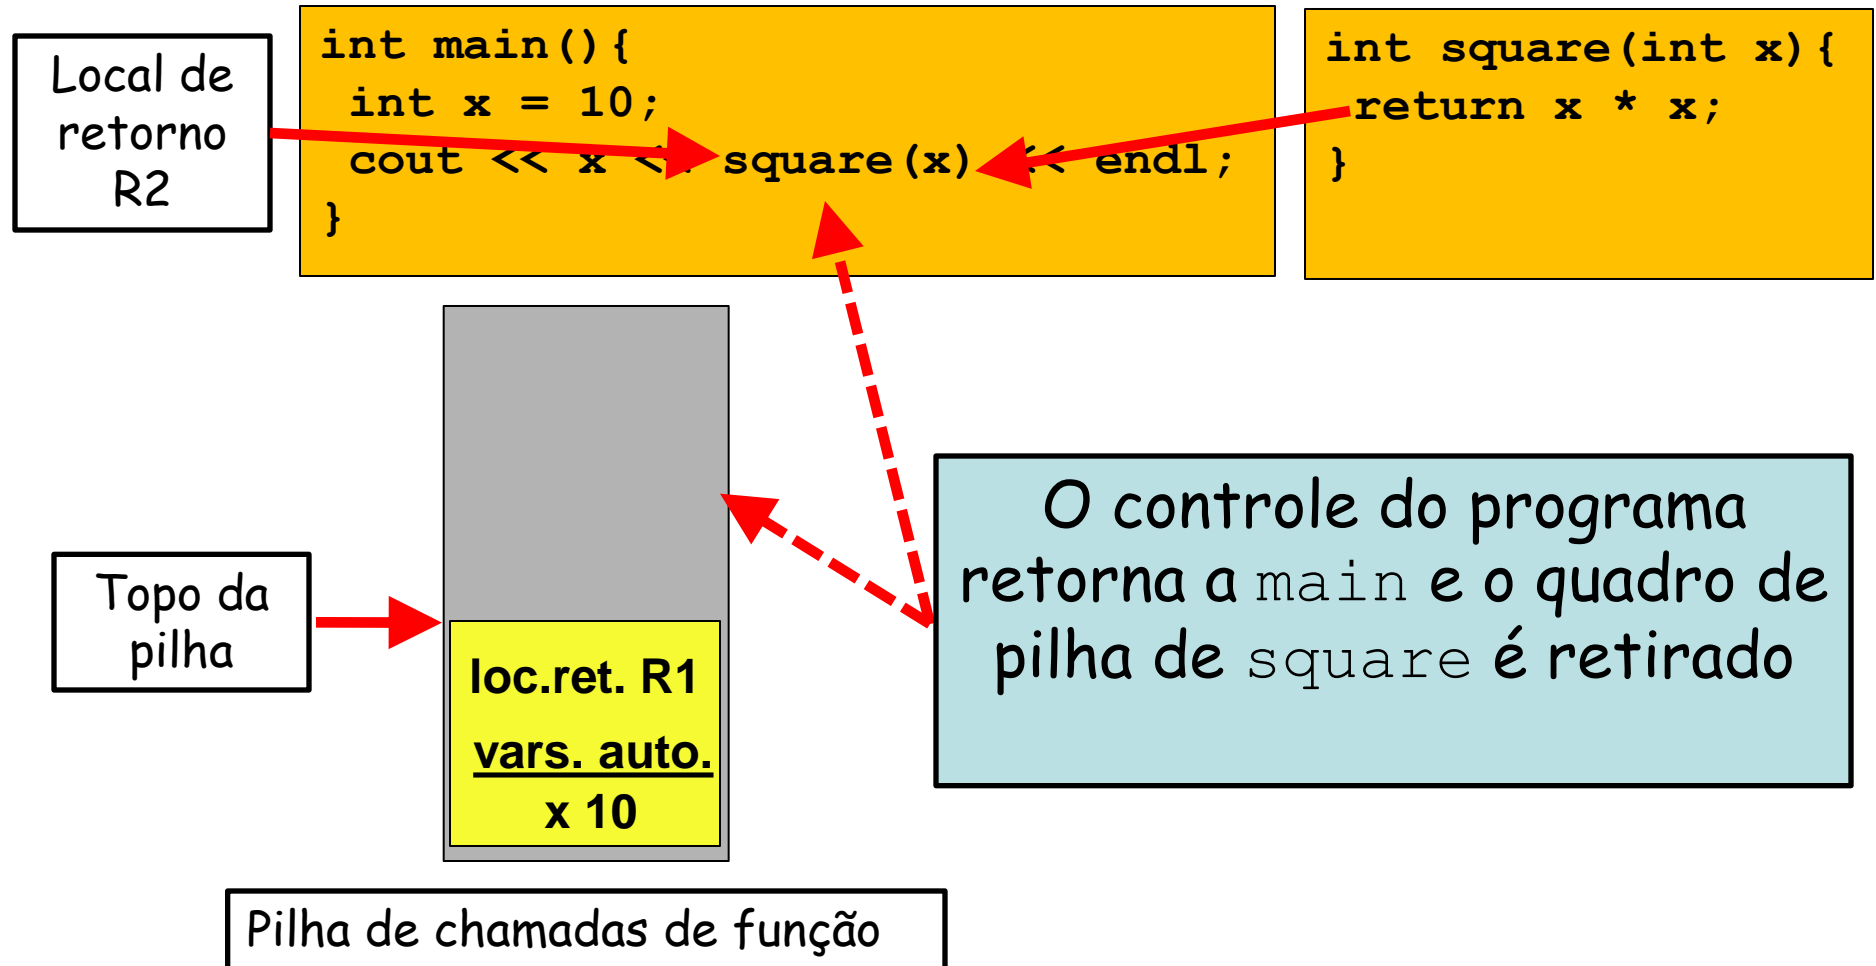 Local de
retorno
R2
int main(){
int x = 10;
cout << x << square(x) << endl;
}
int square(int x){
return x * x;
}
Topo da
pilha
loc.ret. R1
vars. auto.
x 10
O controle do programa
retorna a main e o quadro de
pilha de square é retirado
Pilha de chamadas de função